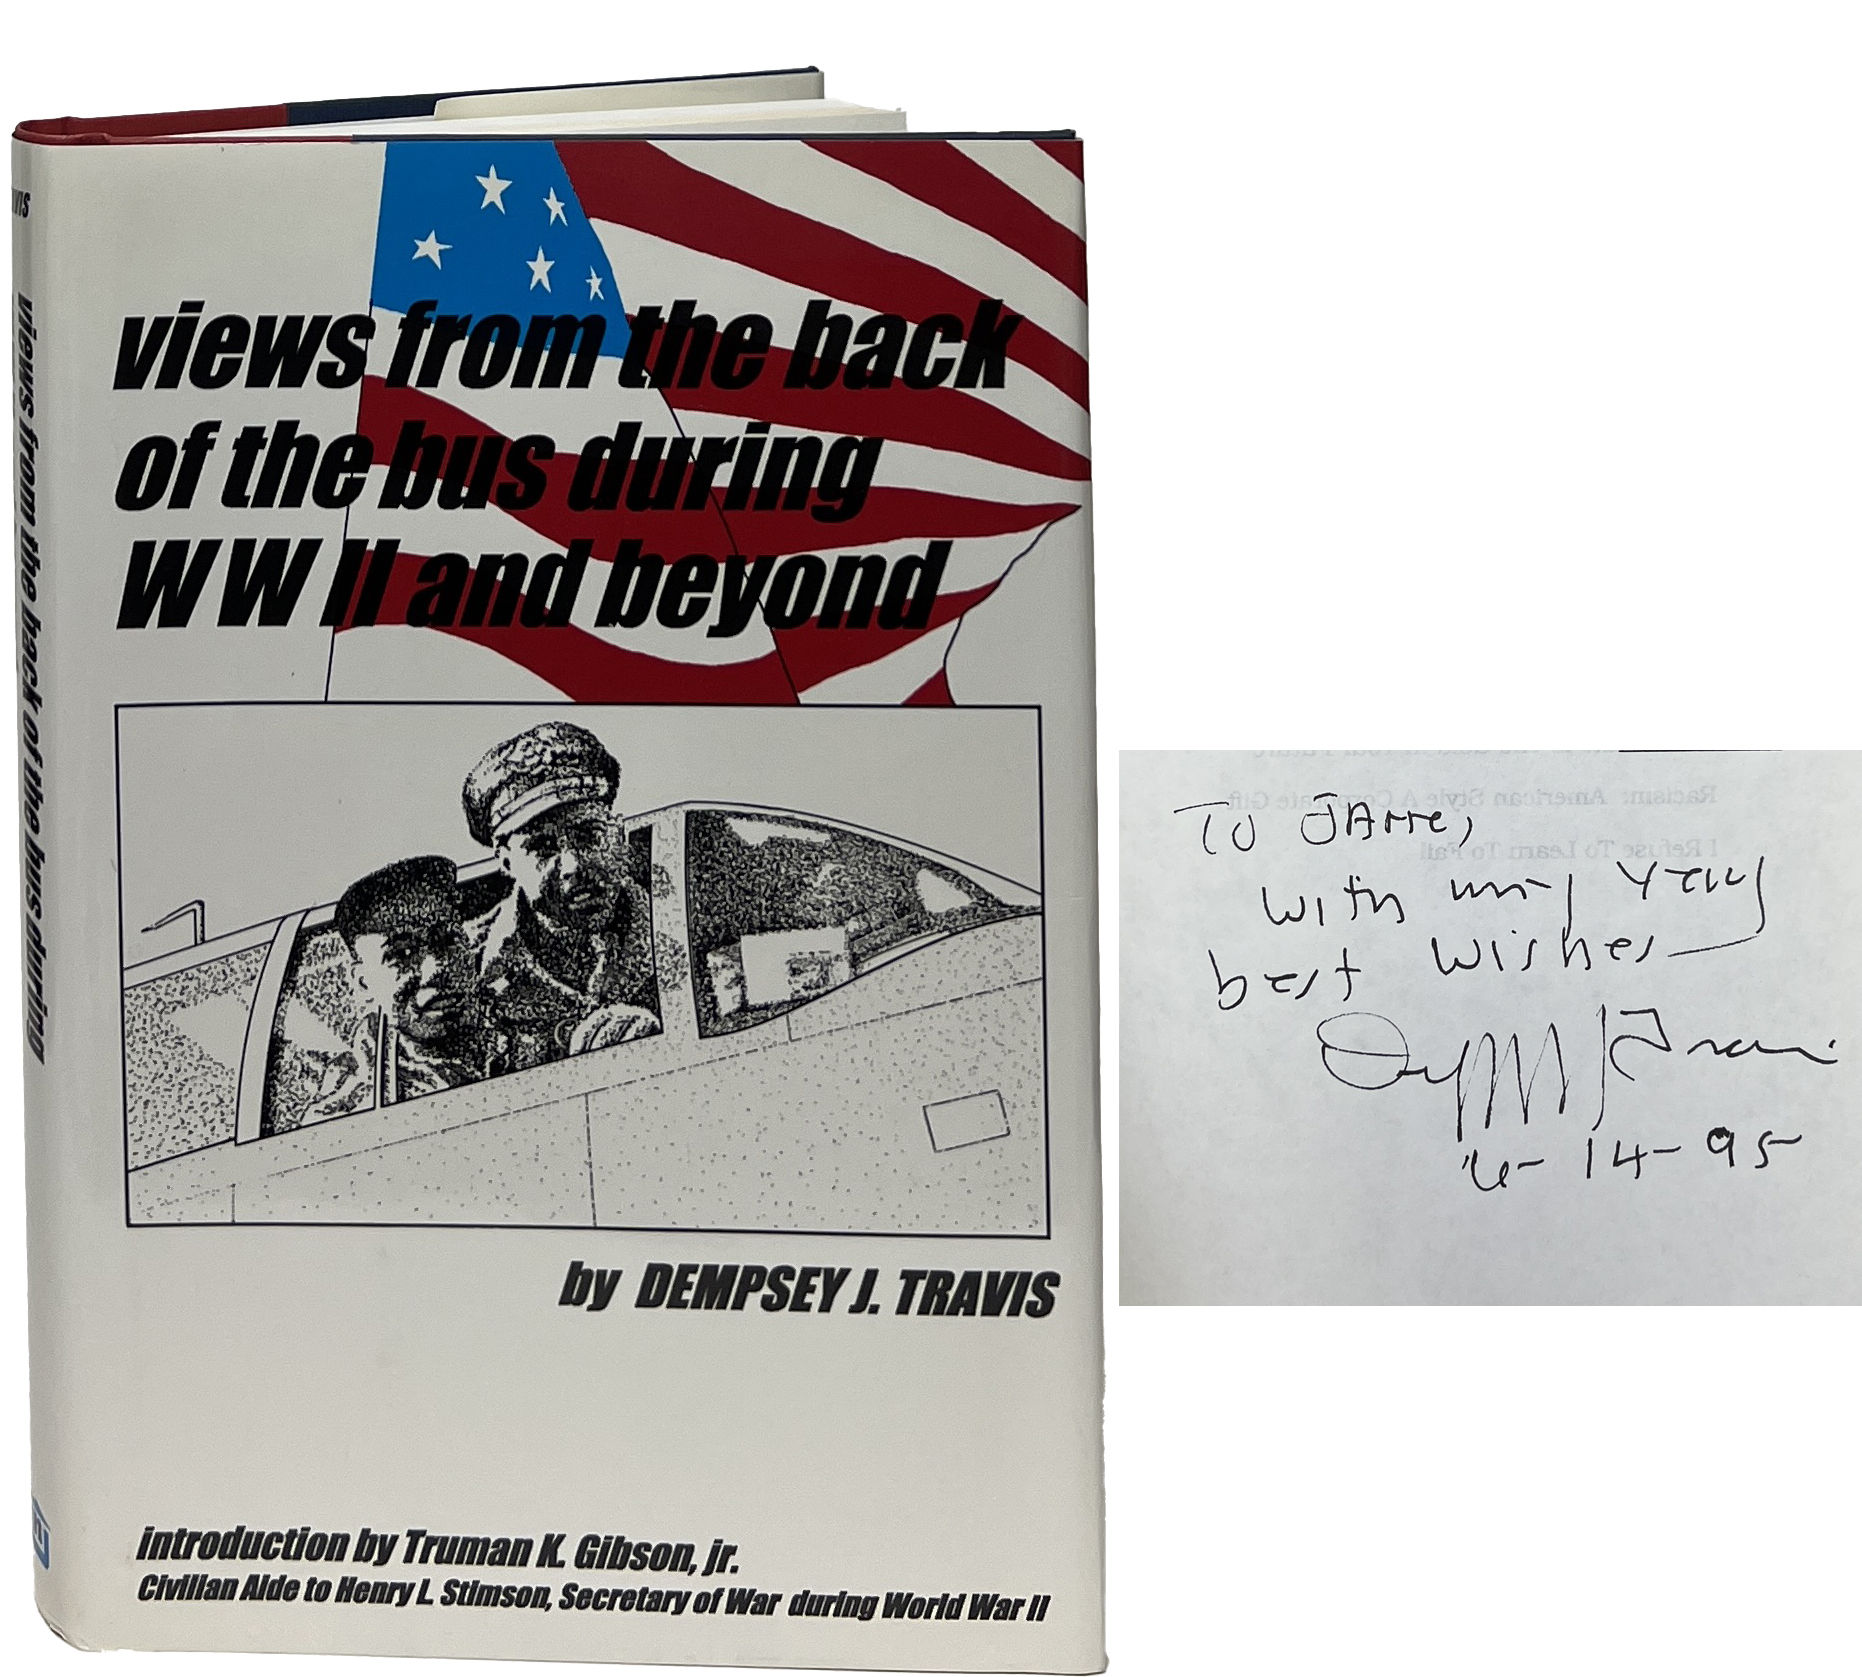 views from the back
of the bus during
WW II and beyond
by DEMPSEY J. TRAVIS
introduction by Truman K. Gibson, jr.
Civilian Aide to Henry L. Stimson, Secretary of War during World War II
VIS
views from the back of the bus during
To
with my very
best wishes
6-14-95
Racism: American Style A Corporate Gift
I Refuse To Learn To Fail